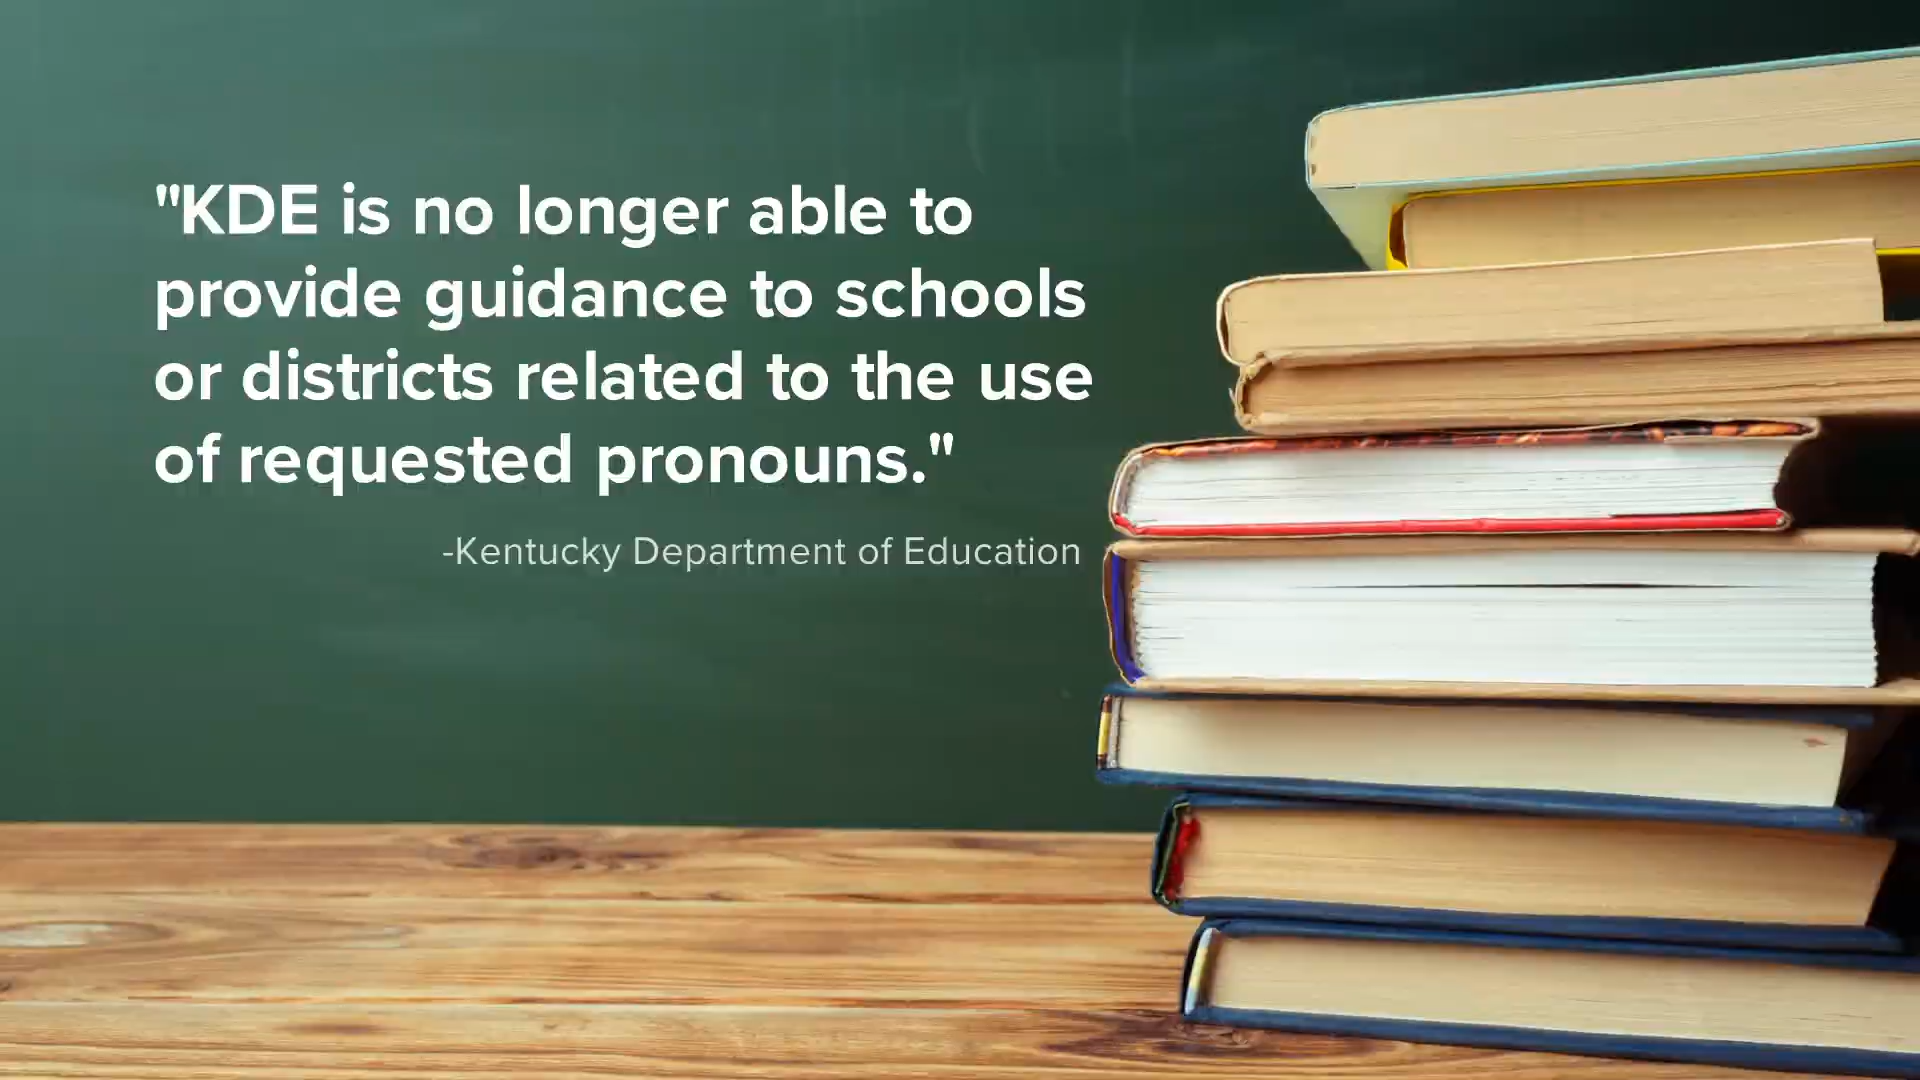 "KDE is no longer able to
provide guidance to schools
or districts related to the use
of requested pronouns."
-Kentucky Department of Education